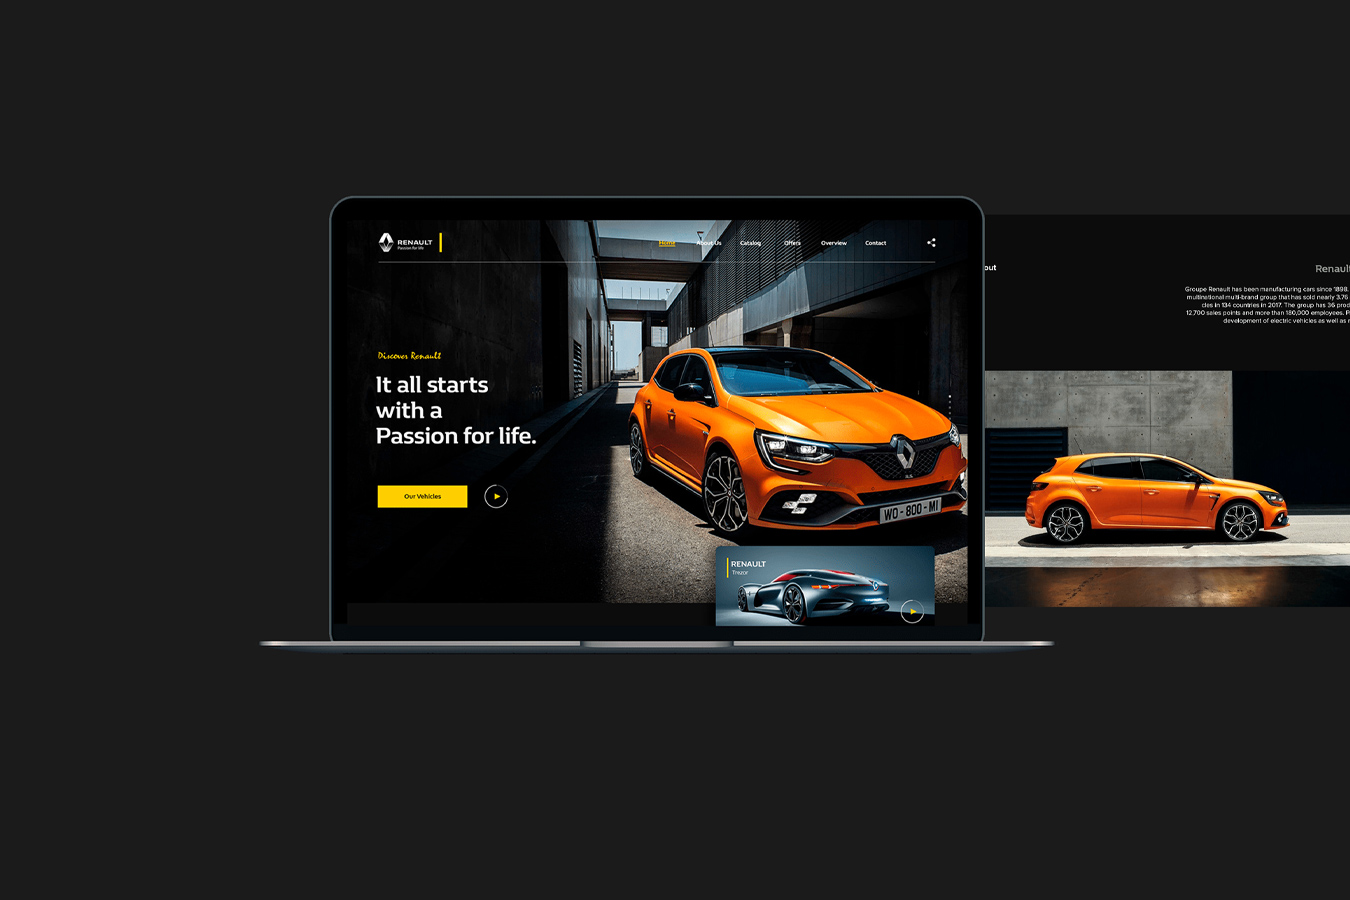 RENAULT
Passion for life
Home
About Us
Catalog
Offers
Overview
Contact
Discover Renault
It all starts
with a
Passion for life.
Our Vehicles
WO - 800 - MI
R.S.
RENAULT
Trezor
out
Renault
Groupe Renault has been manufacturing cars since 1898.
multinational multi-brand group that has sold nearly 3.76
cles in 134 countries in 2017. The group has 36 prod
12,700 sales points and more than 180,000 employees. P
development of electric vehicles as well as